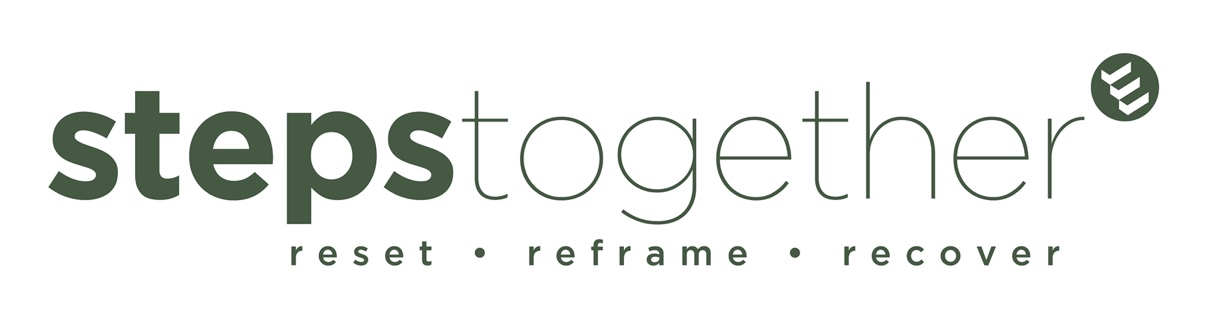 stepstogether
reset • reframe • recover